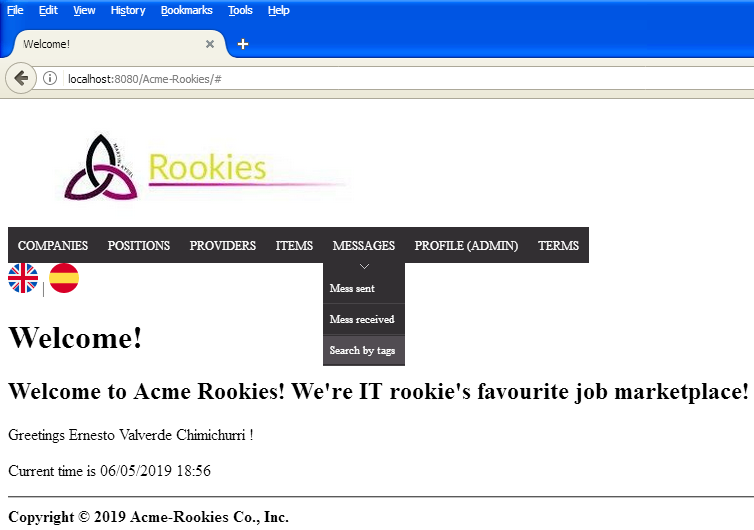 File Edit View History Bookmarks Tools Help
Welcome!
localhost:8080/Acme-Rookies/#
Rookies
COMPANIES POSITIONS PROVIDERS ITEMS MESSAGES PROFILE (ADMIN) TERMS
|
Mess sent
Mess received
Search by tags
Welcome!
Welcome to Acme Rookies! We're IT rookie's favourite job marketplace!
Greetings Ernesto Valverde Chimichurri !
Current time is 06/05/2019 18:56
Copyright © 2019 Acme-Rookies Co., Inc.